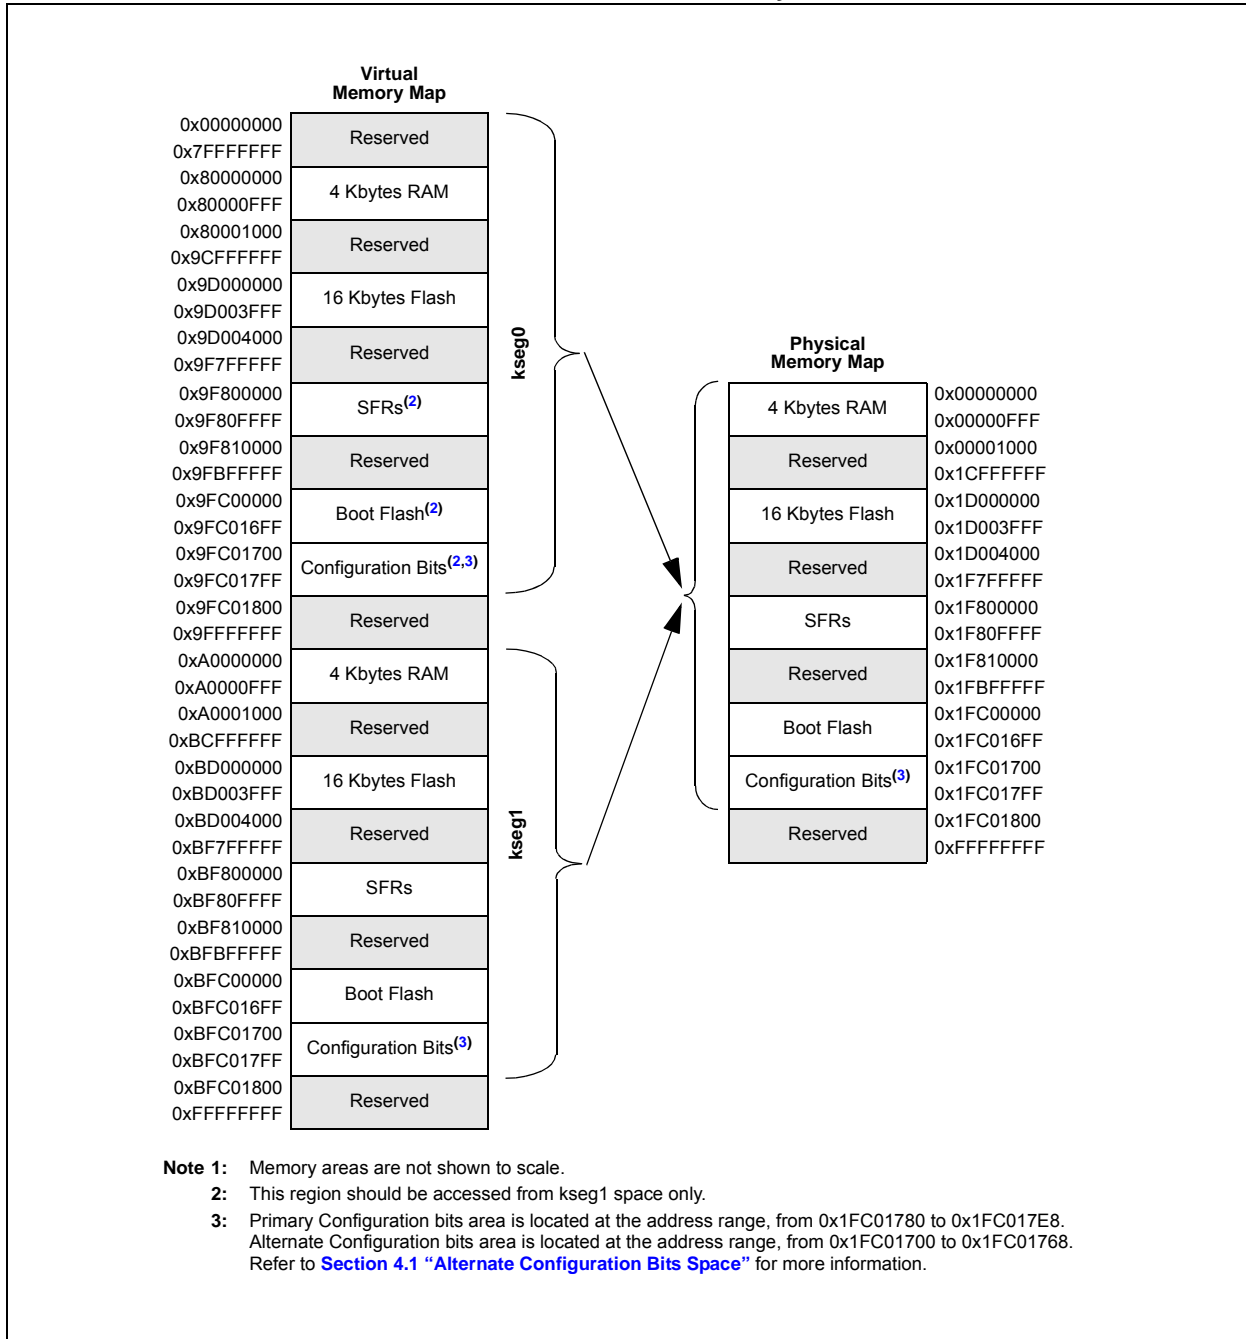 Virtual
Memory Map
0x00000000
0x7FFFFFFF
Reserved
0x80000000
0x80000FFF
4 Kbytes RAM
0x80001000
0x9CFFFFFF
Reserved
0x9D000000
0x9D003FFF
16 Kbytes Flash
0x9D004000
0x9F7FFFFF
Reserved
0x9F800000
0x9F80FFFF
SFRs(2)
0x9F810000
0x9FBFFFFF
Reserved
0x9FC00000
0x9FC016FF
Boot Flash(2)
0x9FC01700
0x9FC017FF
Configuration Bits(2,3)
0x9FC01800
0x9FFFFFFF
Reserved
0xA0000000
0xA0000FFF
4 Kbytes RAM
0xA0001000
0xBCFFFFFF
Reserved
0xBD000000
0xBD003FFF
16 Kbytes Flash
0xBD004000
0xBF7FFFFF
Reserved
0xBF800000
0xBF80FFFF
SFRs
0xBF810000
0xBFBFFFFF
Reserved
0xBFC00000
0xBFC016FF
Boot Flash
0xBFC01700
0xBFC017FF
Configuration Bits(3)
0xBFC01800
0xFFFFFFFF
Reserved
kseg0
kseg1
Physical
Memory Map
4 Kbytes RAM
0x00000000
0x00000FFF
Reserved
0x00001000
0x1CFFFFFF
16 Kbytes Flash
0x1D000000
0x1D003FFF
Reserved
0x1D004000
0x1F7FFFFF
SFRs
0x1F800000
0x1F80FFFF
Reserved
0x1F810000
0x1FBFFFFF
Boot Flash
0x1FC00000
0x1FC016FF
Configuration Bits(3)
0x1FC01700
0x1FC017FF
Reserved
0x1FC01800
0xFFFFFFFF
Note 1: Memory areas are not shown to scale.
2: This region should be accessed from kseg1 space only.
3: Primary Configuration bits area is located at the address range, from 0x1FC01780 to 0x1FC017E8.
Alternate Configuration bits area is located at the address range, from 0x1FC01700 to 0x1FC01768.
Refer to Section 4.1 “Alternate Configuration Bits Space” for more information.